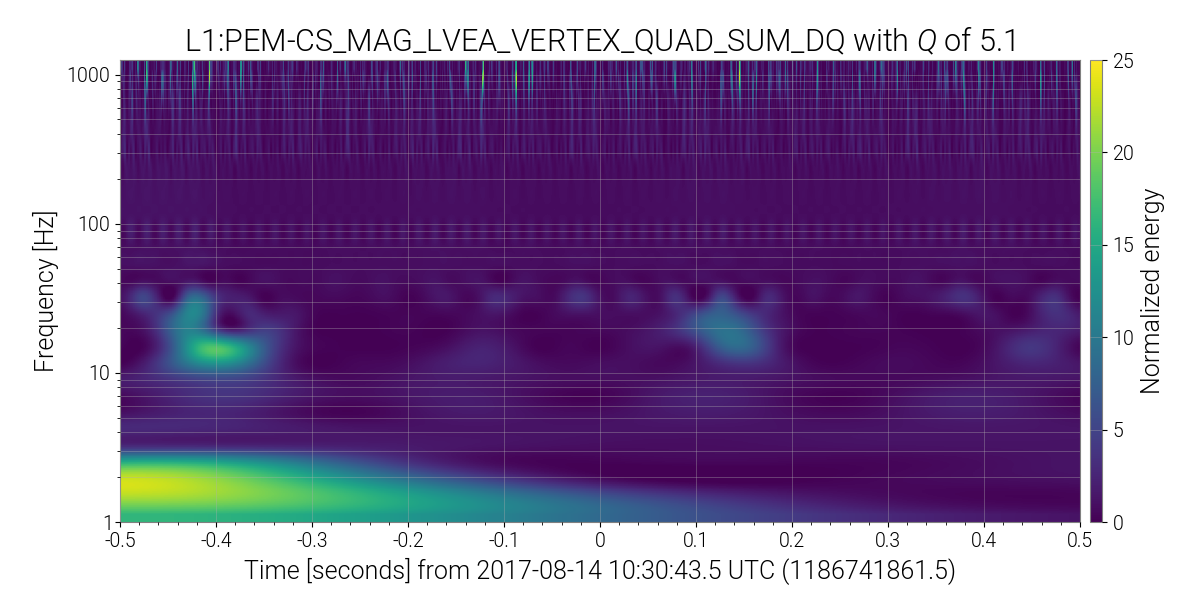 L1:PEM-CS_MAG_LVEA_VERTEX_QUAD_SUM_DQ with Q of 5.1
1000
100
10
1
Frequency [Hz]
-0.5 -0.4 -0.3 -0.2 -0.1 0 0.1 0.2 0.3 0.4 0.5
Time [seconds] from 2017-08-14 10:30:43.5 UTC (1186741861.5)
25
20
15
10
5
0
Normalized energy